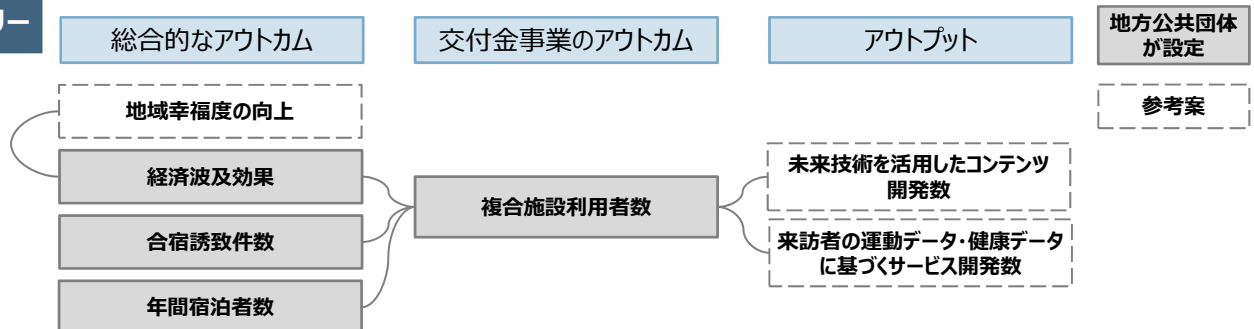 リー
総合的なアウトカム
交付金事業のアウトカム
アウトプット
地方公共団体
が設定
地域幸福度の向上
参考案
経済波及効果
未来技術を活用したコンテンツ
開発数
複合施設利用者数
合宿誘致件数
来訪者の運動データ・健康データ
に基づくサービス開発数
年間宿泊者数